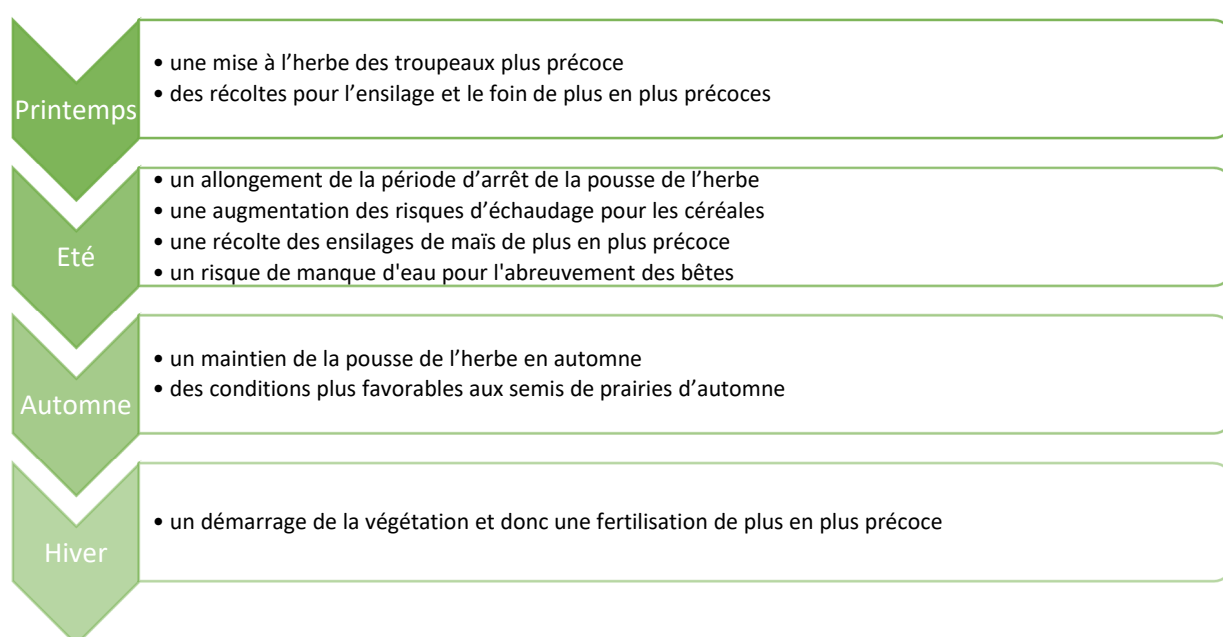 Printemps
• une mise à l’herbe des troupeaux plus précoce
• des récoltes pour l’ensilage et le foin de plus en plus précoces
Eté
• un allongement de la période d’arrêt de la pousse de l’herbe
• une augmentation des risques d’échaudage pour les céréales
• une récolte des ensilages de maïs de plus en plus précoce
• un risque de manque d'eau pour l'abreuvement des bêtes
Automne
• un maintien de la pousse de l’herbe en automne
• des conditions plus favorables aux semis de prairies d’automne
Hiver
• un démarrage de la végétation et donc une fertilisation de plus en plus précoce